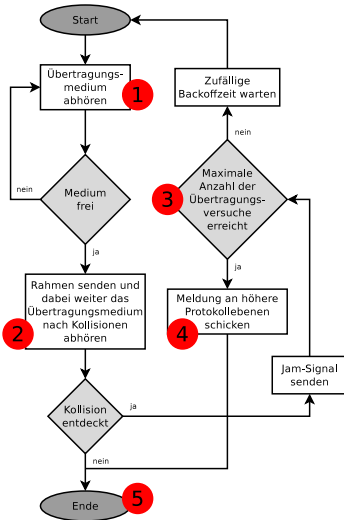 Start
Übertragungs-
medium
abhören
1
nein
Medium
frei
ja
Rahmen senden und
dabei weiter das
Übertragungsmedium
nach Kollisionen
abhören
2
Kollision
entdeckt
ja
nein
Ende
5
Zufällige
Backoffzeit warten
nein
Maximale
Anzahl der
Übertragungs-
versuche
erreicht
3
ja
Meldung an höhere
Protokollebenen
schicken
4
Jam-Signal
senden